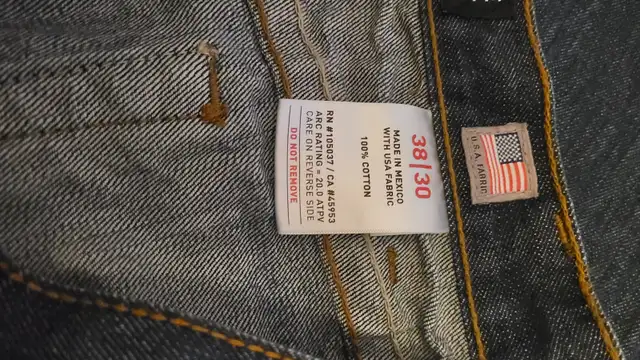 38|30
MADE IN MEXICO
WITH USA FABRIC
100% COTTON
RN #105037 / CA #45953
ARC RATING = 20.0 ATPV
CARE ON REVERSE SIDE
DO NOT REMOVE
U.S.A. FABRIC